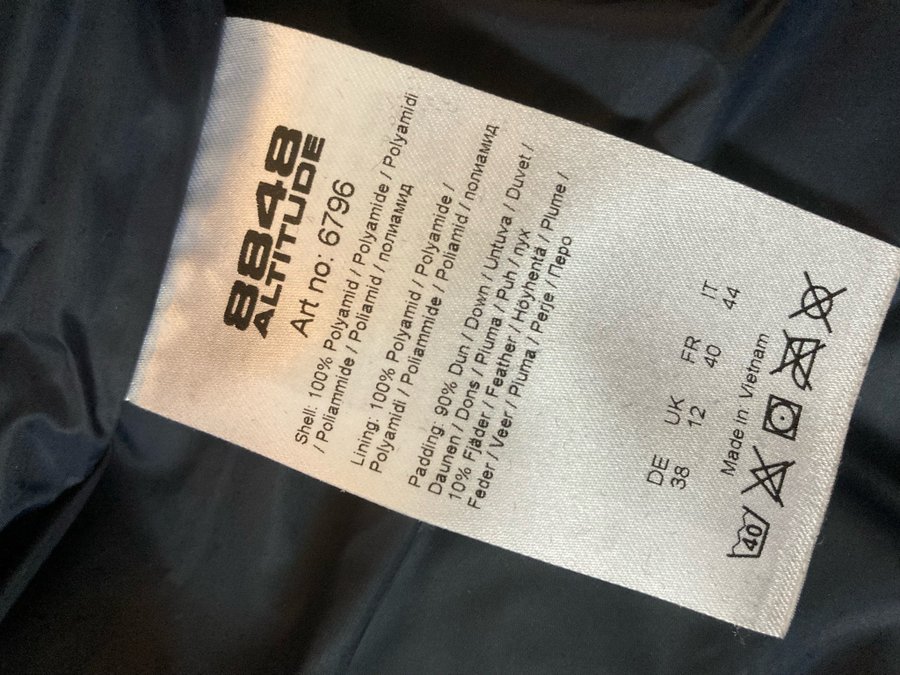 8848
ALTITUDE
Art no: 6796
Shell: 100% Polyamid / Polyamide / Polyamidi
/ Poliammide / Poliamid / полиамид
Lining: 100% Polyamid / Polyamide /
Polyamidi / Poliammide / Poliamid / полиамид
Padding: 90% Dun / Down / Untuva / Duvet /
Daunen / Dons / Pluma / Puh / пух
10% Fjäder / Feather / Höyhentä / Plume /
Feder / Veer / Pluma / Perje / Перо
DE UK FR IT
38 12 40 44
Made in Vietnam
40